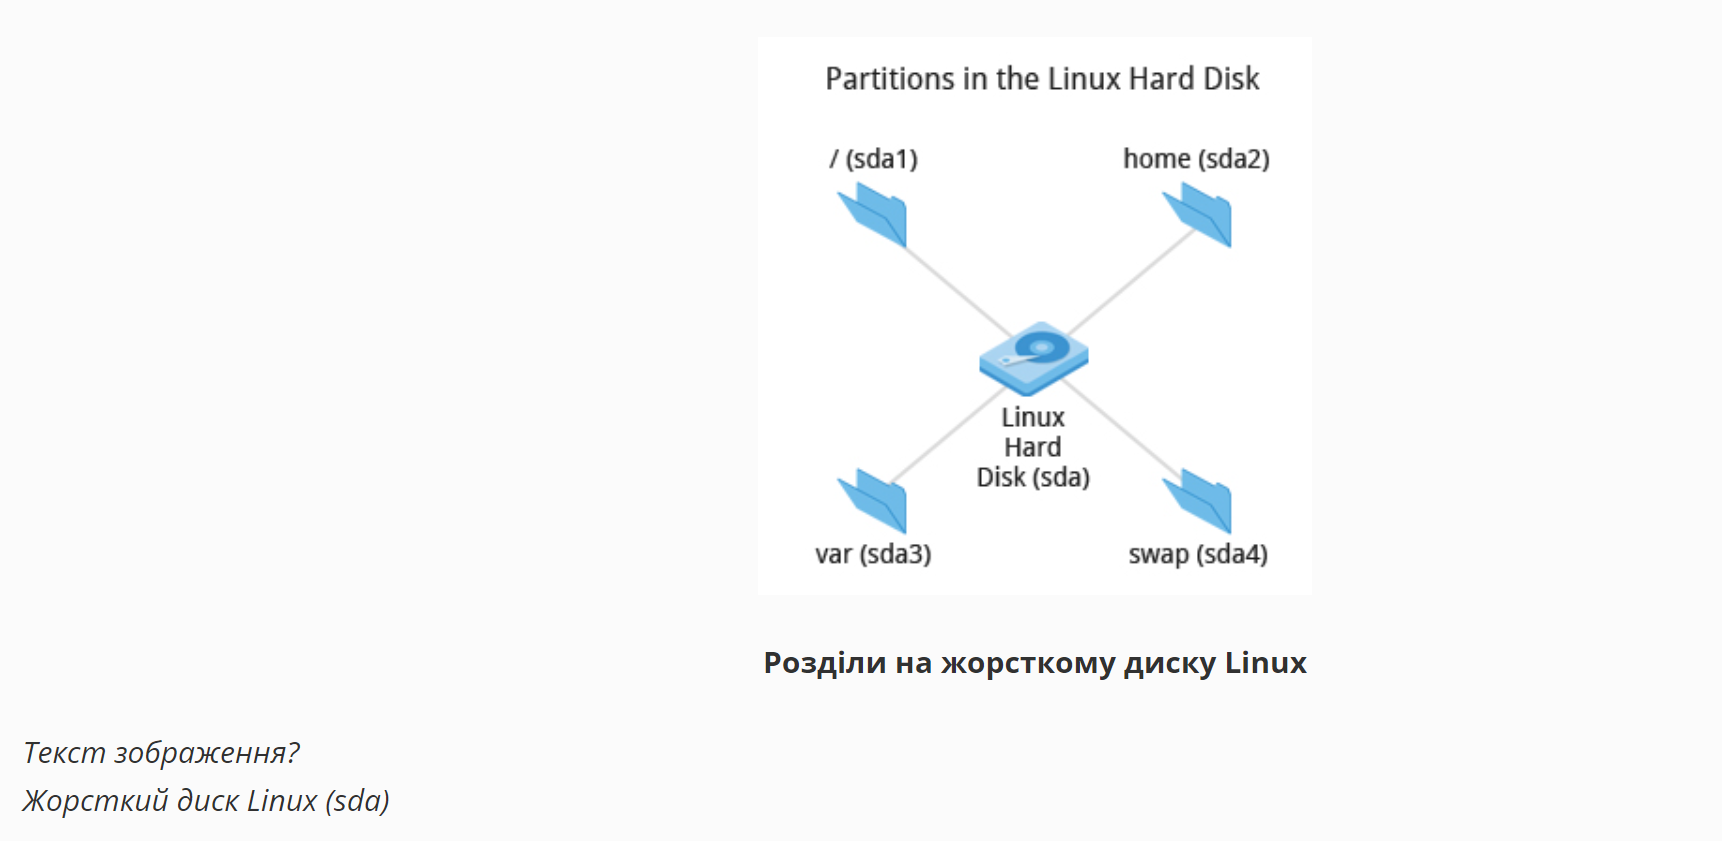 Partitions in the Linux Hard Disk
/ (sda1)
home (sda2)
Linux
Hard
Disk (sda)
var (sda3)
swap (sda4)
Розділи на жорсткому диску Linux
Текст зображення?
Жорсткий диск Linux (sda)